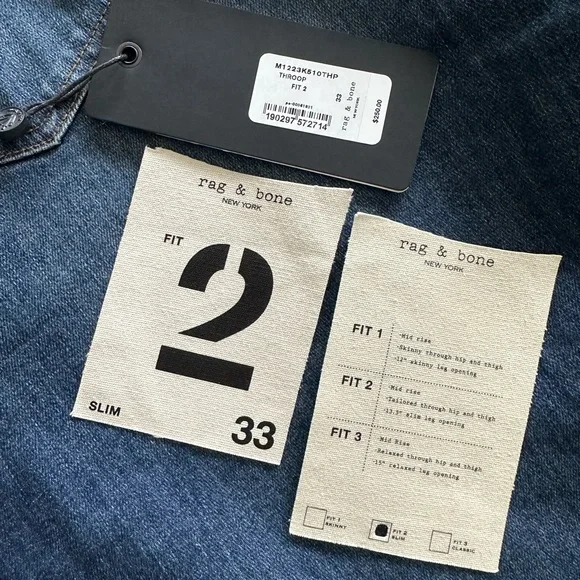 M1223K510THP
THROOP
FIT 2
33
190297 572714
rag & bone
NEW YORK
$250.00
rag & bone
NEW YORK
FIT
2
SLIM
33
rag & bone
NEW YORK
FIT 1
-Mid rise
-Skinny through hip and thigh
-12" skinny leg opening
FIT 2
-Mid rise
-Tailored through hip and thigh
-13.5" slim leg opening
FIT 3
-Mid Rise
-Relaxed through hip and thigh
-15" relaxed leg opening
FIT 1
SKINNY
FIT 2
SLIM
FIT 3
CLASSIC